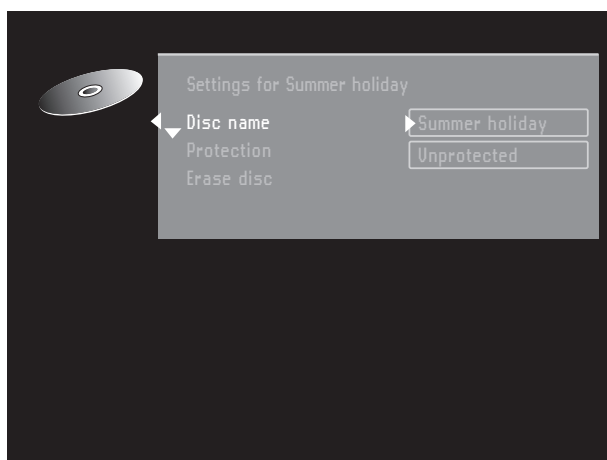 Settings for Summer holiday
Disc name Summer holiday
Protection Unprotected
Erase disc